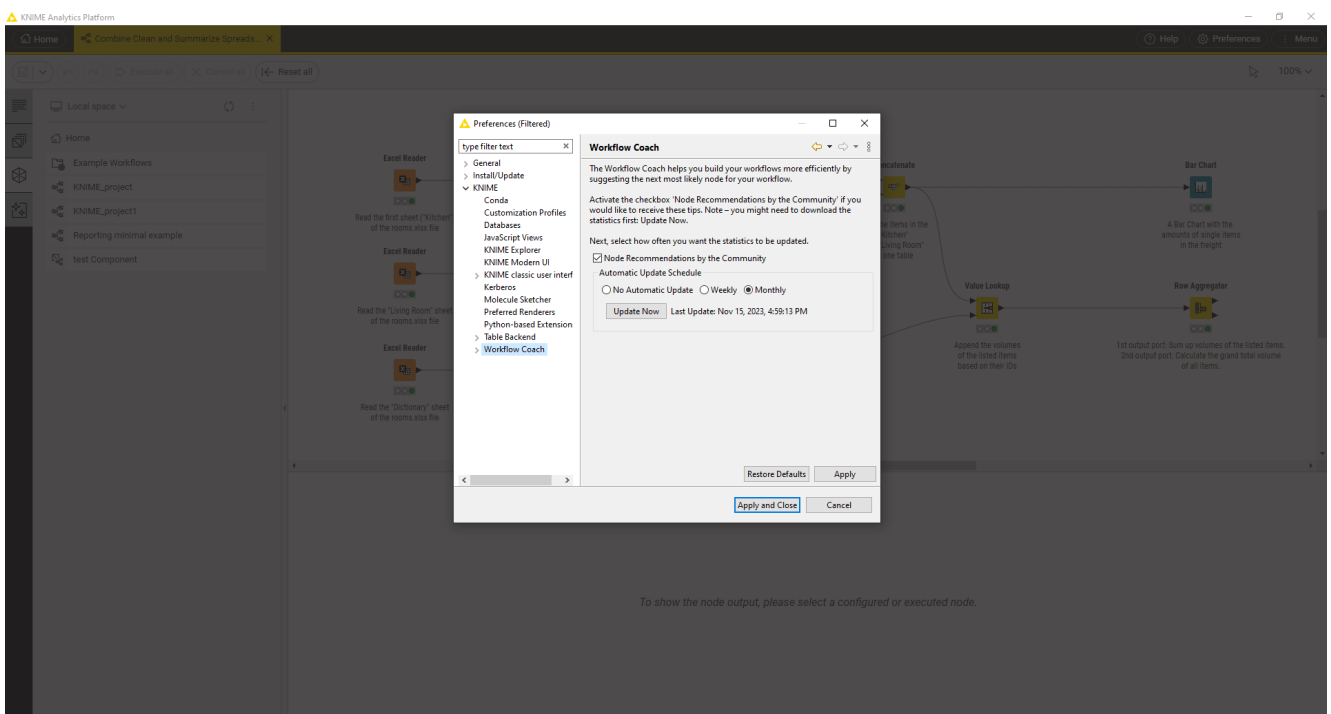 KNIME Analytics Platform
Home
Combine Clean and Summarize Spreads...
Help
Preferences
Menu
Execute all
Cancel all
Reset all
100%
Local space
Home
Example Workflows
KNIME_project
KNIME_project1
Reporting minimal example
test Component
Excel Reader
Read the first sheet ("Kitchen"
of the rooms.xlsx file
Excel Reader
Read the "Living Room" sheet
of the rooms.xlsx file
Excel Reader
Read the "Dictionary" sheet
of the rooms.xlsx file
Preferences (Filtered)
type filter text
General
Install/Update
KNIME
Conda
Customization Profiles
Databases
JavaScript Views
KNIME Explorer
KNIME Modern UI
KNIME classic user interf
Kerberos
Molecule Sketcher
Preferred Renderers
Python-based Extension
Table Backend
Workflow Coach
Workflow Coach
The Workflow Coach helps you build your workflows more efficiently by
suggesting the next most likely node for your workflow.
Activate the checkbox 'Node Recommendations by the Community' if you
would like to receive these tips. Note – you might need to download the
statistics first: Update Now.
Next, select how often you want the statistics to be updated.
Node Recommendations by the Community
Automatic Update Schedule
No Automatic Update Weekly Monthly
Update Now Last Update: Nov 15, 2023, 4:59:13 PM
Restore Defaults Apply
Apply and Close Cancel
ncatenate
items in the
Kitchen"
Living Room"
one table
Bar Chart
A Bar Chart with the
amounts of single items
in the freight
Value Lookup
Append the volumes
of the listed items
based on their IDs
Row Aggregator
1st output port: Sum up volumes of the listed items.
2nd output port: Calculate the grand total volume
of all items.
To show the node output, please select a configured or executed node.